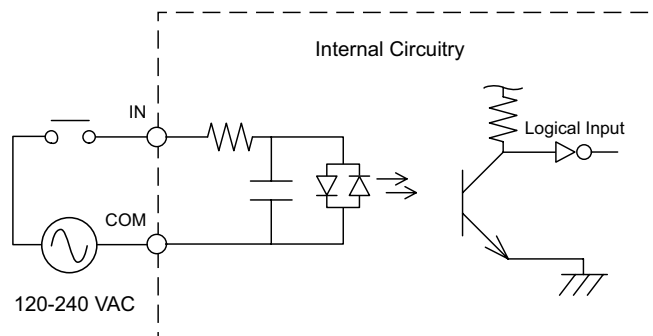 Internal Circuitry
IN
Logical Input
COM
120-240 VAC